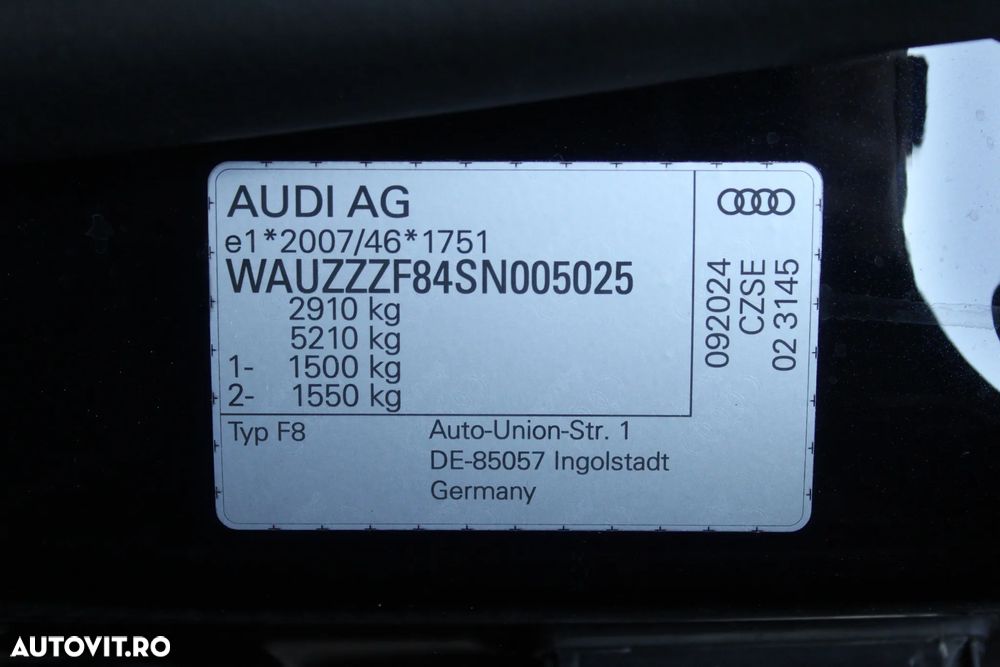 AUDI AG
e1*2007/46*1751
WAUZZZF84SN005025
2910 kg
5210 kg
1- 1500 kg
2- 1550 kg
Typ F8
Auto-Union-Str. 1
DE-85057 Ingolstadt
Germany
092024
CZSE
02 3145
AUTOVIT.RO